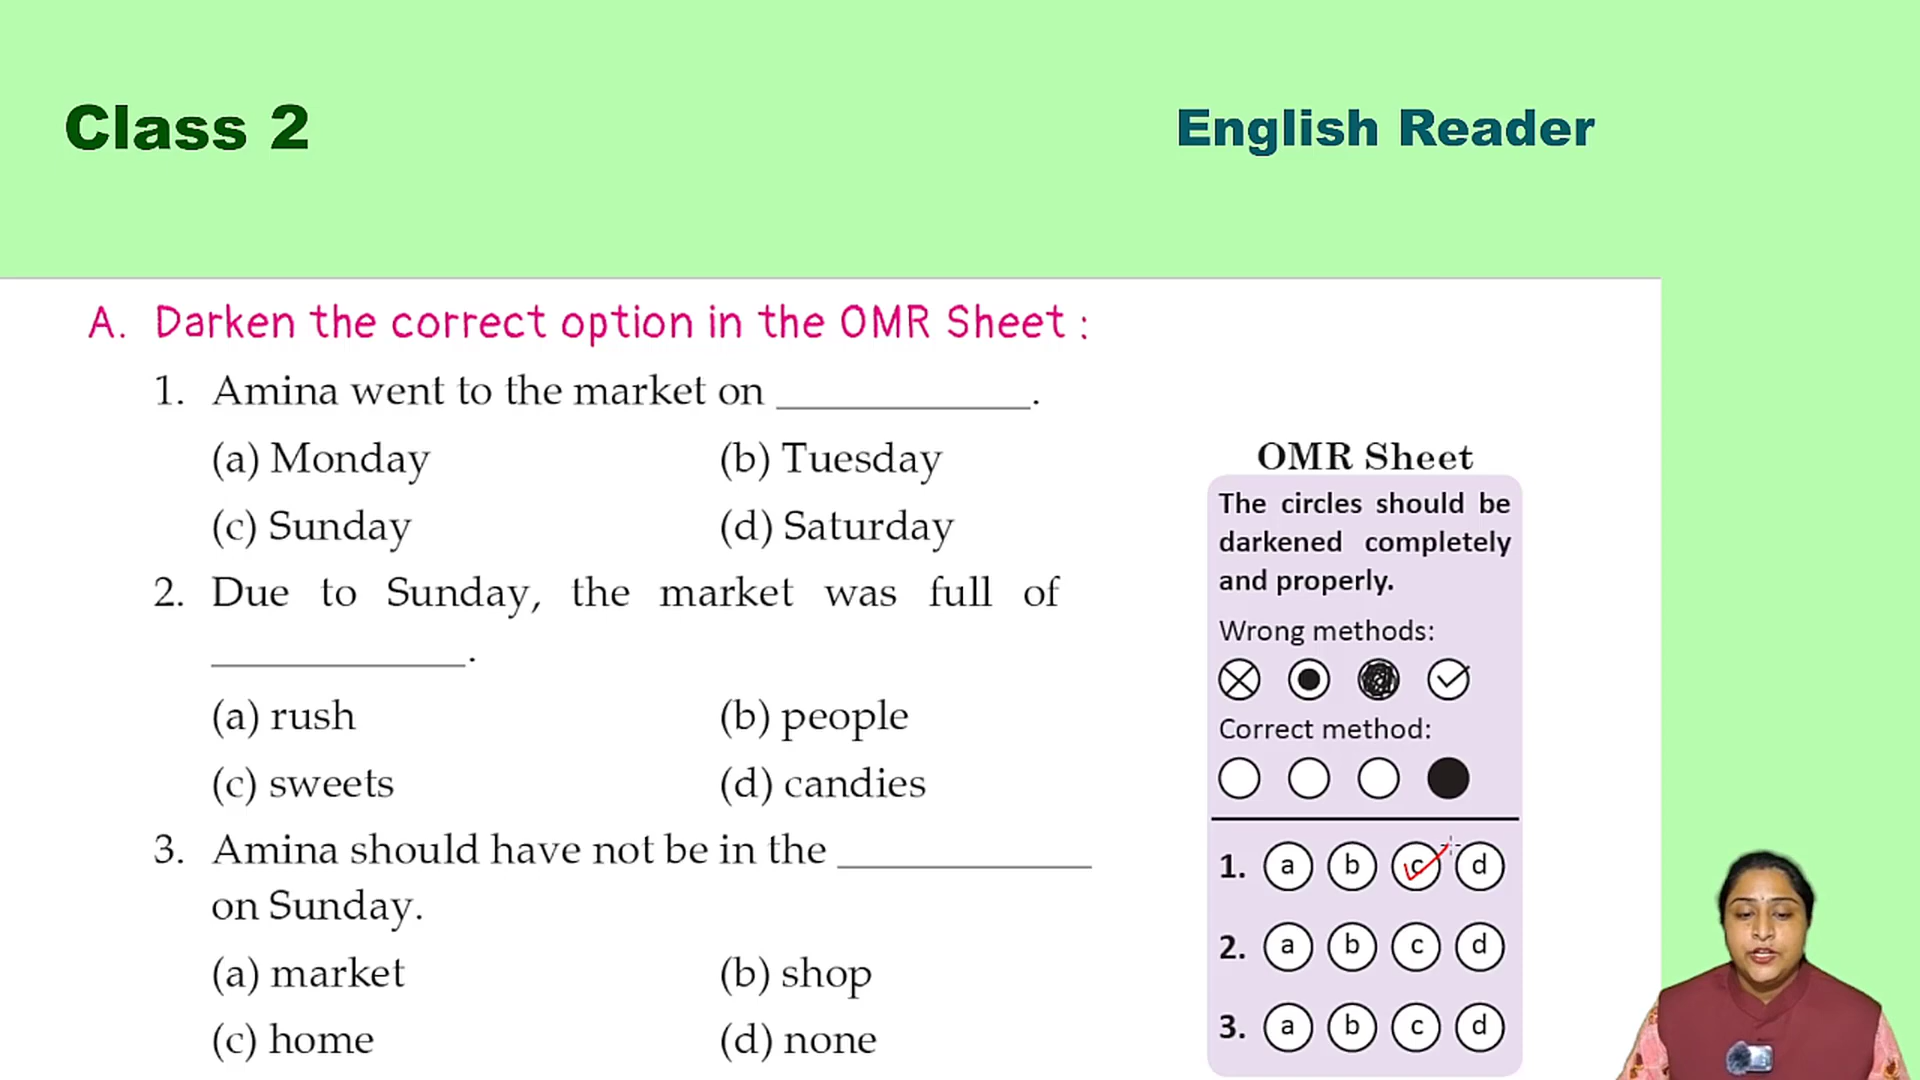 Class 2
English Reader
A. Darken the correct option in the OMR Sheet :
1. Amina went to the market on ____________.
(a) Monday (b) Tuesday
(c) Sunday (d) Saturday
2. Due to Sunday, the market was full of
____________.
(a) rush (b) people
(c) sweets (d) candies
3. Amina should have not be in the ____________
on Sunday.
(a) market (b) shop
(c) home (d) none
OMR Sheet
The circles should be
darkened completely
and properly.
Wrong methods:
Correct method:
1. a b c d
2. a b c d
3. a b c d